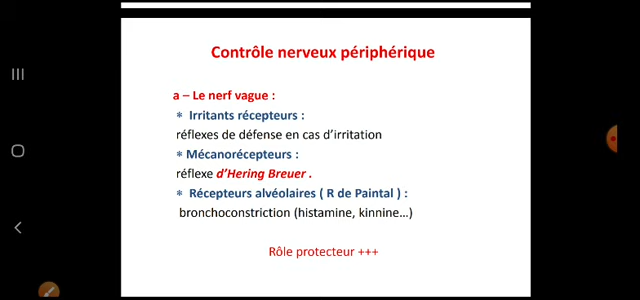 Contrôle nerveux périphérique
a – Le nerf vague :
* Irritants récepteurs :
réflexes de défense en cas d'irritation
* Mécanorécepteurs :
réflexe d'Hering Breuer .
* Récepteurs alvéolaires ( R de Paintal ) :
bronchoconstriction (histamine, kinnine…)
Rôle protecteur +++